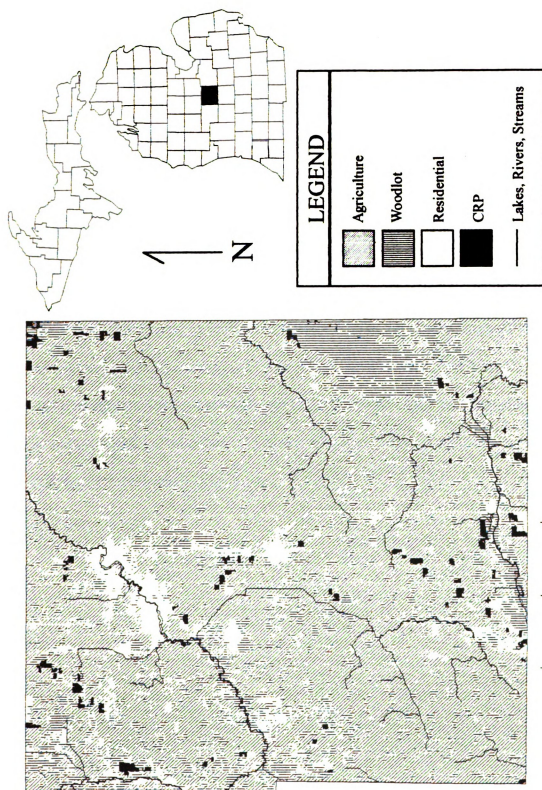 N
LEGEND
Agriculture
Woodlot
Residential
CRP
Lakes, Rivers, Streams